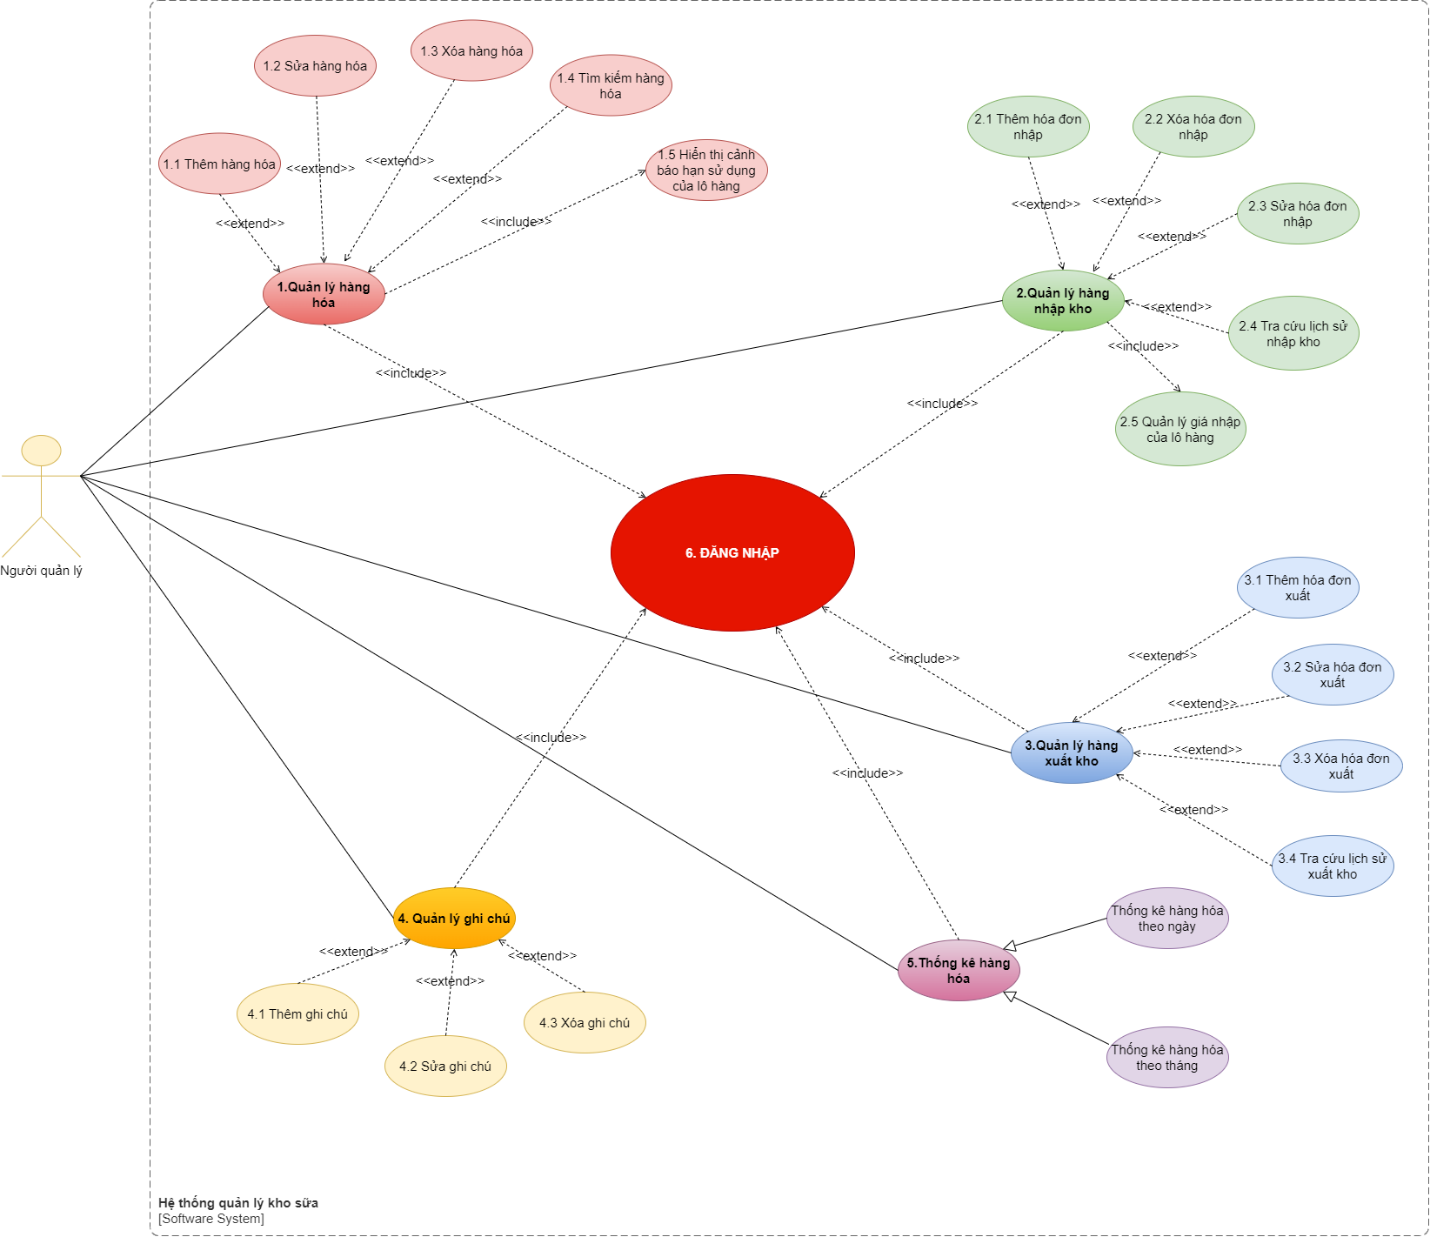 1.3 Xóa hàng hóa
1.2 Sửa hàng hóa
1.4 Tìm kiếm hàng
hóa
1.1 Thêm hàng hóa
1.5 Hiển thị cảnh
báo hạn sử dụng
của lô hàng
<<extend>>
<<extend>>
<<extend>>
<<extend>>
<<include>>
1.Quản lý hàng
hóa
<<include>>
2.1 Thêm hóa đơn
nhập
2.2 Xóa hóa đơn
nhập
2.3 Sửa hóa đơn
nhập
<<extend>>
<<extend>>
<<extend>>
2.Quản lý hàng
nhập kho
<<extend>>
2.4 Tra cứu lịch sử
nhập kho
<<include>>
<<include>>
2.5 Quản lý giá nhập
của lô hàng
Người quản lý
6. ĐĂNG NHẬP
3.1 Thêm hóa đơn
xuất
<<include>>
<<extend>>
3.2 Sửa hóa đơn
xuất
<<extend>>
3.Quản lý hàng
xuất kho
<<extend>>
3.3 Xóa hóa đơn
xuất
<<extend>>
3.4 Tra cứu lịch sử
xuất kho
<<include>>
<<include>>
4. Quản lý ghi chú
<<extend>>
<<extend>>
<<extend>>
4.1 Thêm ghi chú
4.2 Sửa ghi chú
4.3 Xóa ghi chú
5.Thống kê hàng
hóa
Thống kê hàng hóa
theo ngày
Thống kê hàng hóa
theo tháng
Hệ thống quản lý kho sữa
[Software System]